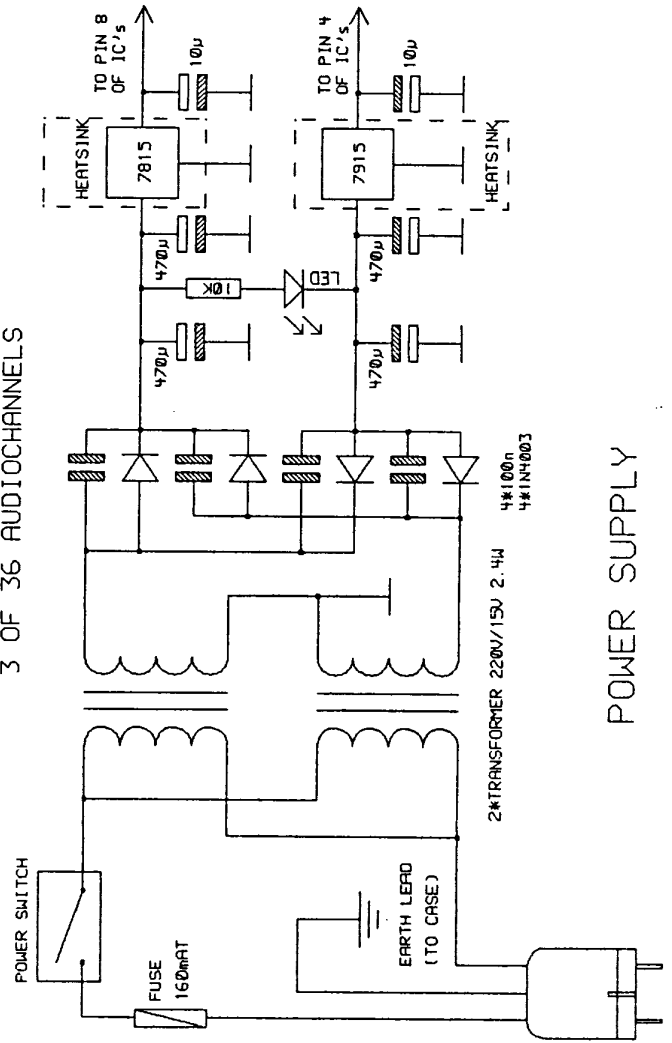 3 OF 36 AUDIOCHANNELS
POWER SWITCH
FUSE
160mAT
EARTH LEAD
(TO CASE)
2*TRANSFORMER 220V/15V 2.4W
4*100n
4*1N4003
470µ
470µ
10K
LED
470µ
470µ
HEATSINK
7815
HEATSINK
7915
10µ
10µ
TO PIN 8
OF IC's
TO PIN 4
OF IC's
POWER SUPPLY